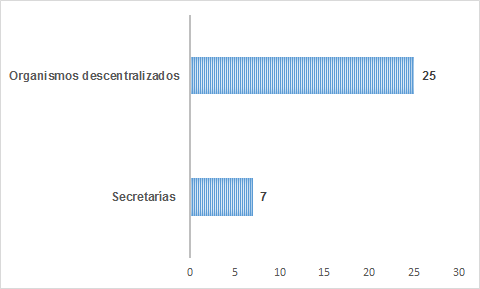 Organismos descentralizados 25
Secretarías 7
0 5 10 15 20 25 30